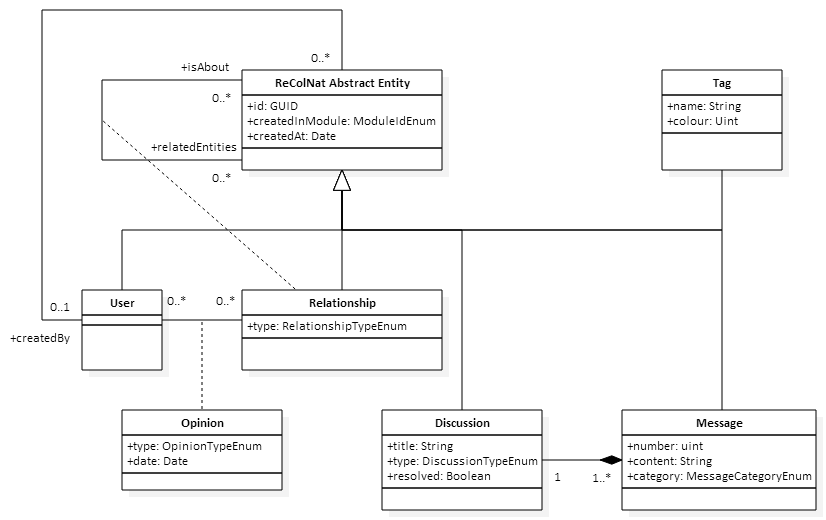 0..*
+isAbout
ReColNat Abstract Entity
Tag
0..*
+id: GUID
+createdInModule: ModuleIdEnum
+createdAt: Date
+name: String
+colour: Uint
+relatedEntities
0..*
0..1
User
0..*
0..*
Relationship
+type: RelationshipTypeEnum
+createdBy
Opinion
+type: OpinionTypeEnum
+date: Date
Discussion
+title: String
+type: DiscussionTypeEnum
+resolved: Boolean
1
1..*
Message
+number: uint
+content: String
+category: MessageCategoryEnum